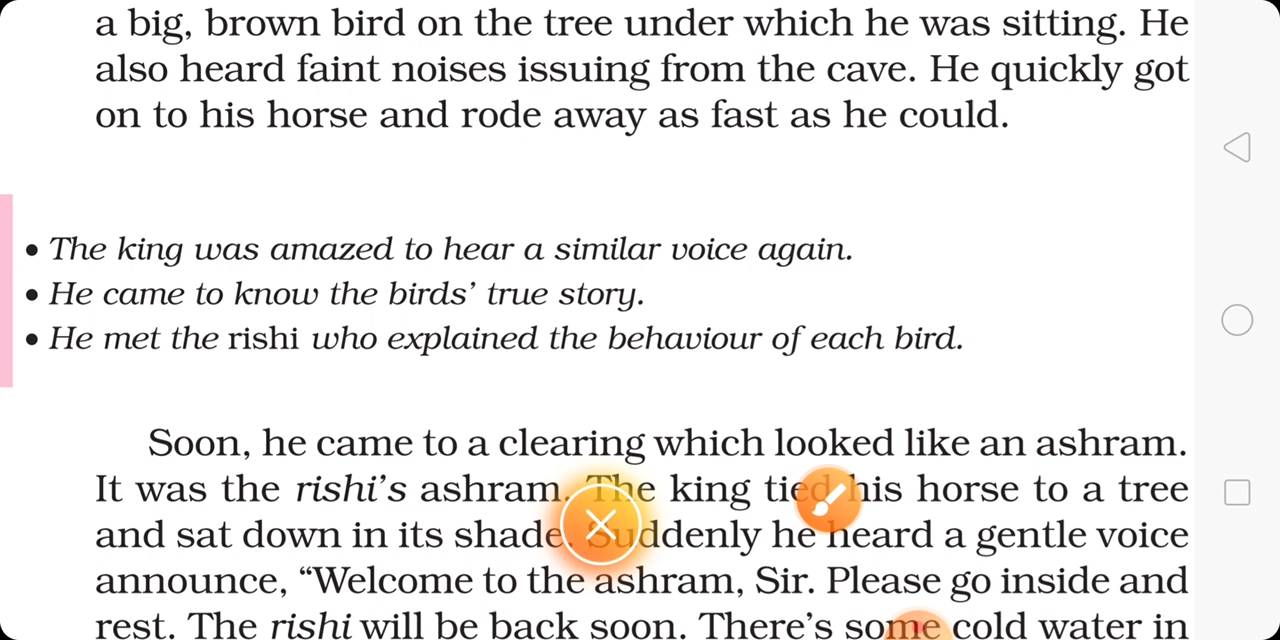 a big, brown bird on the tree under which he was sitting. He
also heard faint noises issuing from the cave. He quickly got
on to his horse and rode away as fast as he could.
• The king was amazed to hear a similar voice again.
• He came to know the birds' true story.
• He met the rishi who explained the behaviour of each bird.
Soon, he came to a clearing which looked like an ashram.
It was the rishi's ashram. The king tied his horse to a tree
and sat down in its shade. Suddenly he heard a gentle voice
announce, “Welcome to the ashram, Sir. Please go inside and
rest. The rishi will be back soon. There's some cold water in